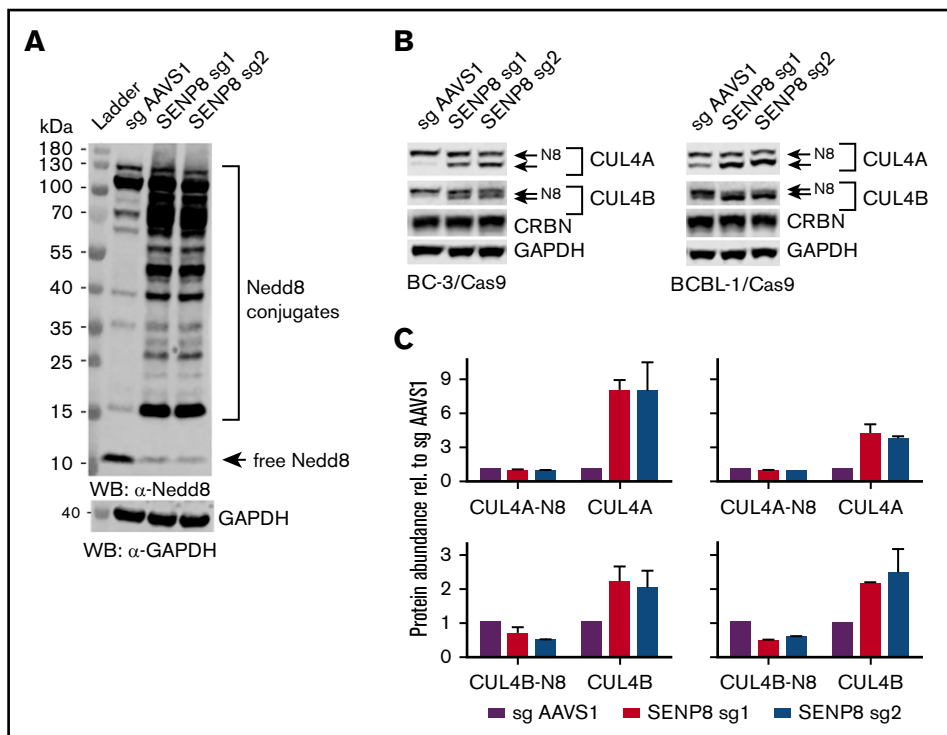 A
Ladder
sg AAVS1
SENP8 sg1
SENP8 sg2
kDa
180
130
100
70
55
40
35
25
15
10
Nedd8
conjugates
free Nedd8
WB: α-Nedd8
40
GAPDH
WB: α-GAPDH
B
sg AAVS1
SENP8 sg1
SENP8 sg2
N8
CUL4A
N8
CUL4B
CRBN
GAPDH
BC-3/Cas9
sg AAVS1
SENP8 sg1
SENP8 sg2
N8
CUL4A
N8
CUL4B
CRBN
GAPDH
BCBL-1/Cas9
C
Protein abundance rel. to sg AAVS1
9
6
3
0
CUL4A-N8 CUL4A
CUL4A-N8 CUL4A
3
2
1
0
CUL4B-N8 CUL4B
CUL4B-N8 CUL4B
sg AAVS1 SENP8 sg1 SENP8 sg2